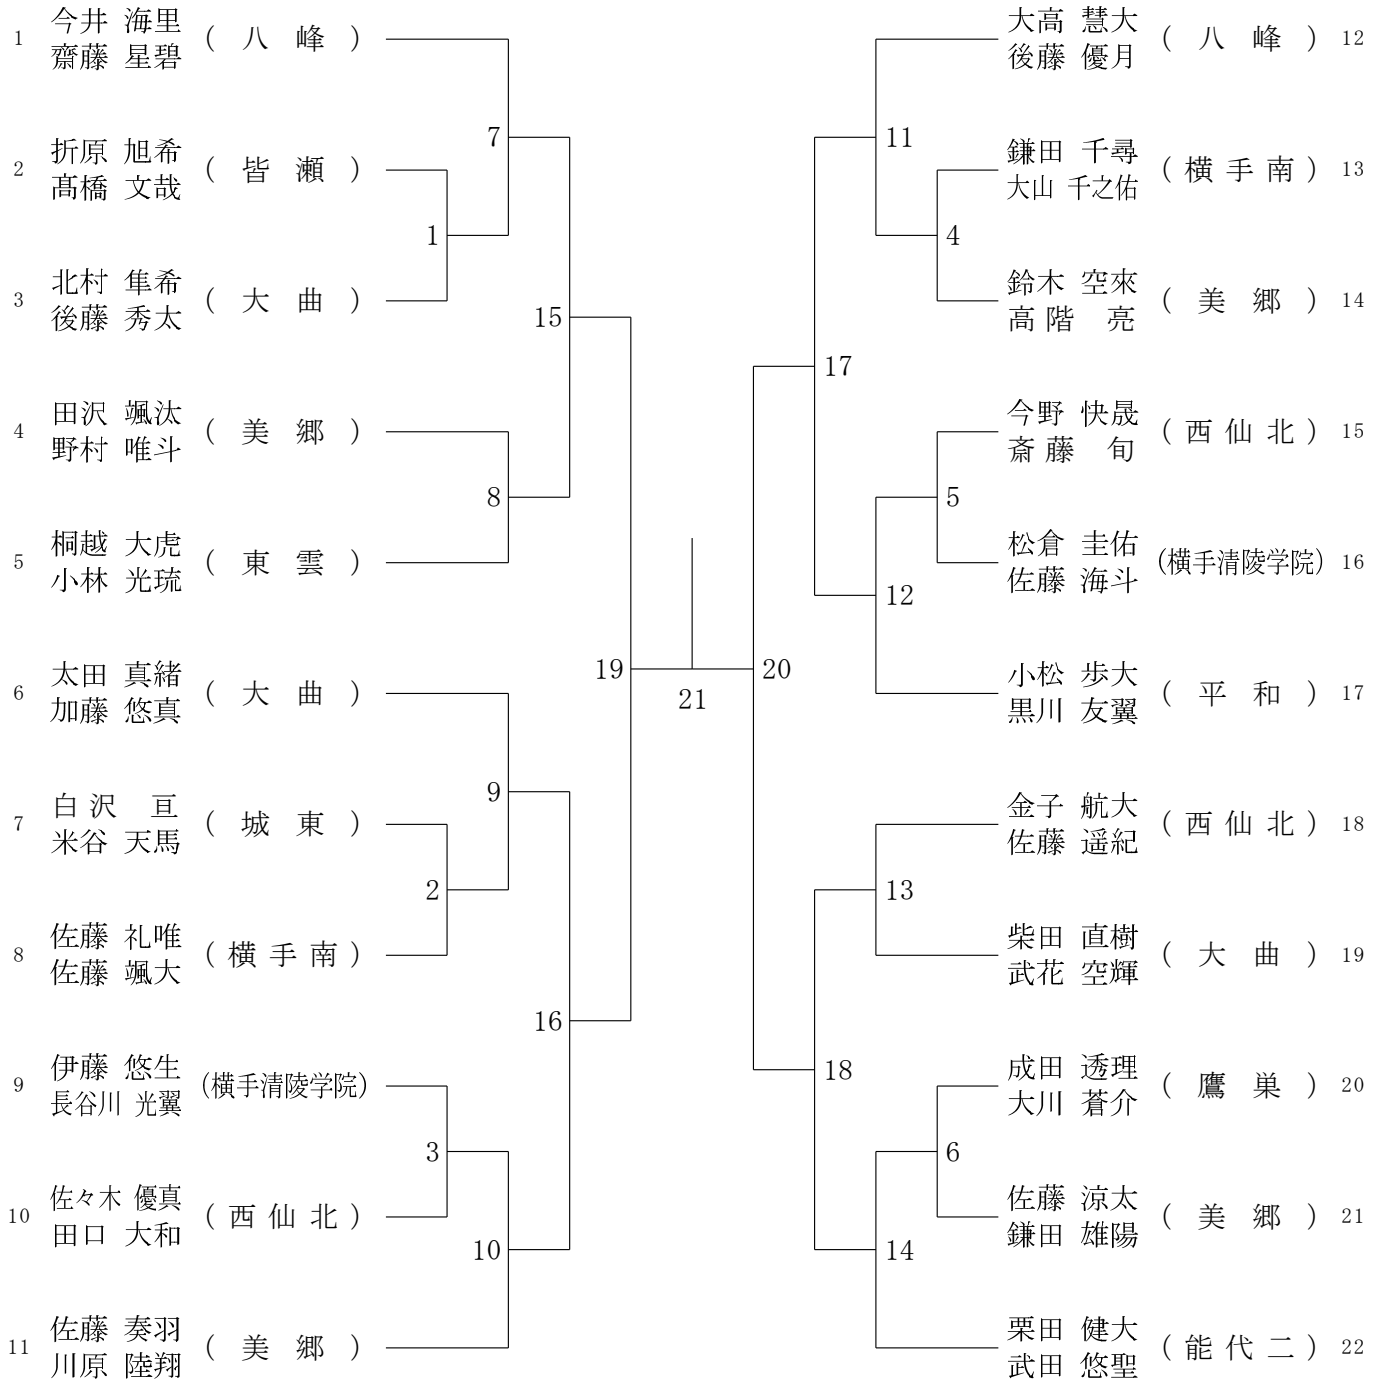 1 今井 海里 齋藤 星碧 ( 八 峰 )
2 折原 旭希 髙橋 文哉 ( 皆 瀬 )
3 北村 隼希 後藤 秀太 ( 大 曲 )
4 田沢 颯汰 野村 唯斗 ( 美 郷 )
5 桐越 大虎 小林 光琉 ( 東 雲 )
6 太田 真緒 加藤 悠真 ( 大 曲 )
7 白沢 亘 米谷 天馬 ( 城 東 )
8 佐藤 礼唯 佐藤 颯大 ( 横 手 南 )
9 伊藤 悠生 長谷川 光翼 (横手清陵学院)
10 佐々木 優真 田口 大和 ( 西 仙 北 )
11 佐藤 奏羽 川原 陸翔 ( 美 郷 )
7
1
15
8
19
9
2
16
3
10
21
11
4
17
5
12
20
13
18
6
14
大高 慧大 後藤 優月 ( 八 峰 ) 12
鎌田 千尋 大山 千之佑 ( 横 手 南 ) 13
鈴木 空來 高階 亮 ( 美 郷 ) 14
今野 快晟 斎藤 旬 ( 西 仙 北 ) 15
松倉 圭佑 佐藤 海斗 (横手清陵学院) 16
小松 歩大 黒川 友翼 ( 平 和 ) 17
金子 航大 佐藤 遥紀 ( 西 仙 北 ) 18
柴田 直樹 武花 空輝 ( 大 曲 ) 19
成田 透理 大川 蒼介 ( 鷹 巣 ) 20
佐藤 涼太 鎌田 雄陽 ( 美 郷 ) 21
栗田 健大 武田 悠聖 ( 能 代 二 ) 22